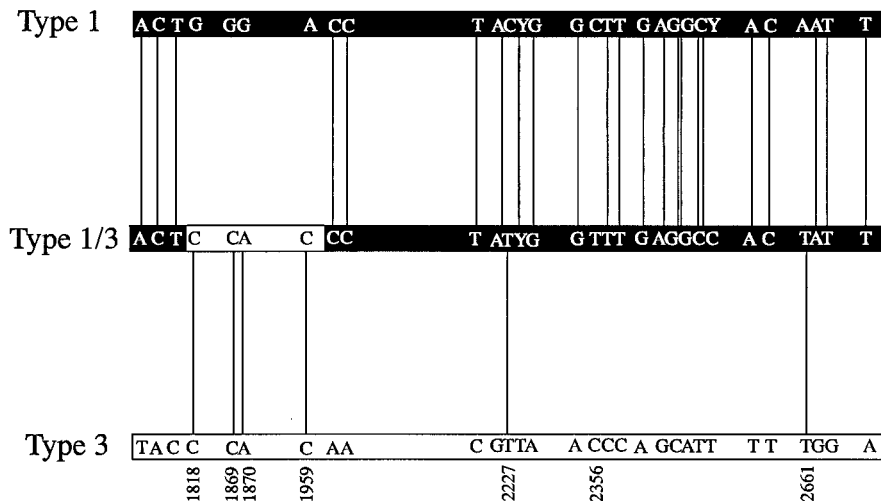 Type 1 A C T G GG A CC T ACYG G CTT G AGGCY A C AAT T
Type 1/3 A C T C CA C CC T ATYG G TTT G AGGCC A C TAT T
Type 3 T A C C CA C AA C GTTA A CCC A GCATT T T TGG A
1818 1869 1870 1959 2227 2356 2661